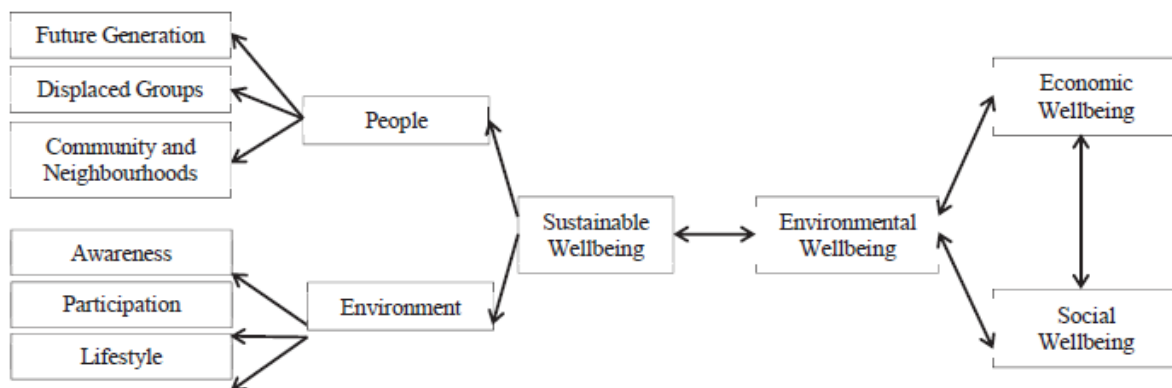 Future Generation
Displaced Groups
Community and
Neighbourhoods
People
Awareness
Participation
Lifestyle
Environment
Sustainable
Wellbeing
Environmental
Wellbeing
Economic
Wellbeing
Social
Wellbeing